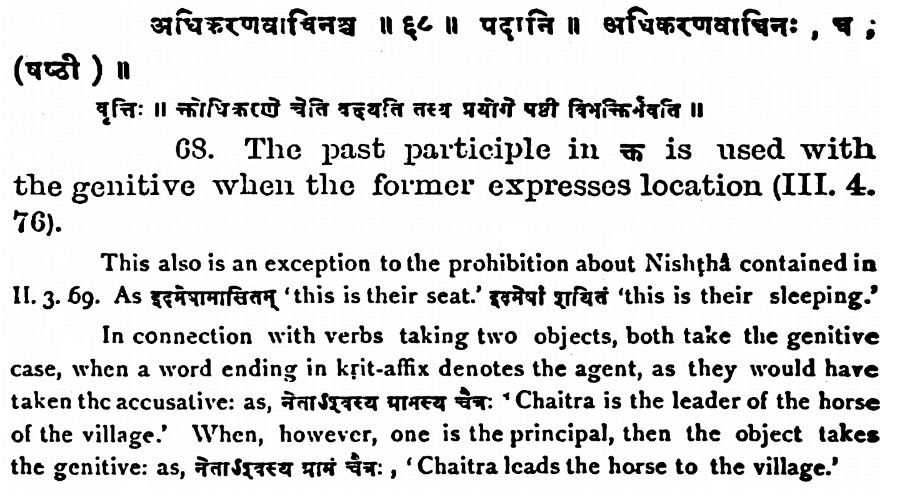 अधिकरणवाचिनश्च ॥ ६८ ॥ पदानि ॥ अधिकरणवाचिनः , च ;
(षष्ठी ) ॥
वृत्तिः ॥ क्तोधिकरणे चेति वक्ष्यति तस्य प्रयोगे षष्ठी विभक्तिर्भवति ॥
68. The past participle in क्त is used with
the genitive when the former expresses location (III. 4.
76).
This also is an exception to the prohibition about Nishṭhâ contained in
II. 3. 69. As इदमेषामासितम् 'this is their seat.' इदमेषां शयितं 'this is their sleeping.'
In connection with verbs taking two objects, both take the genitive
case, when a word ending in kṛit-affix denotes the agent, as they would have
taken the accusative: as, नेताऽश्वस्य ग्रामस्य चैत्रः 'Chaitra is the leader of the horse
of the village.' When, however, one is the principal, then the object takes
the genitive: as, नेताऽश्वस्य ग्रामं चैत्रः, 'Chaitra leads the horse to the village.'